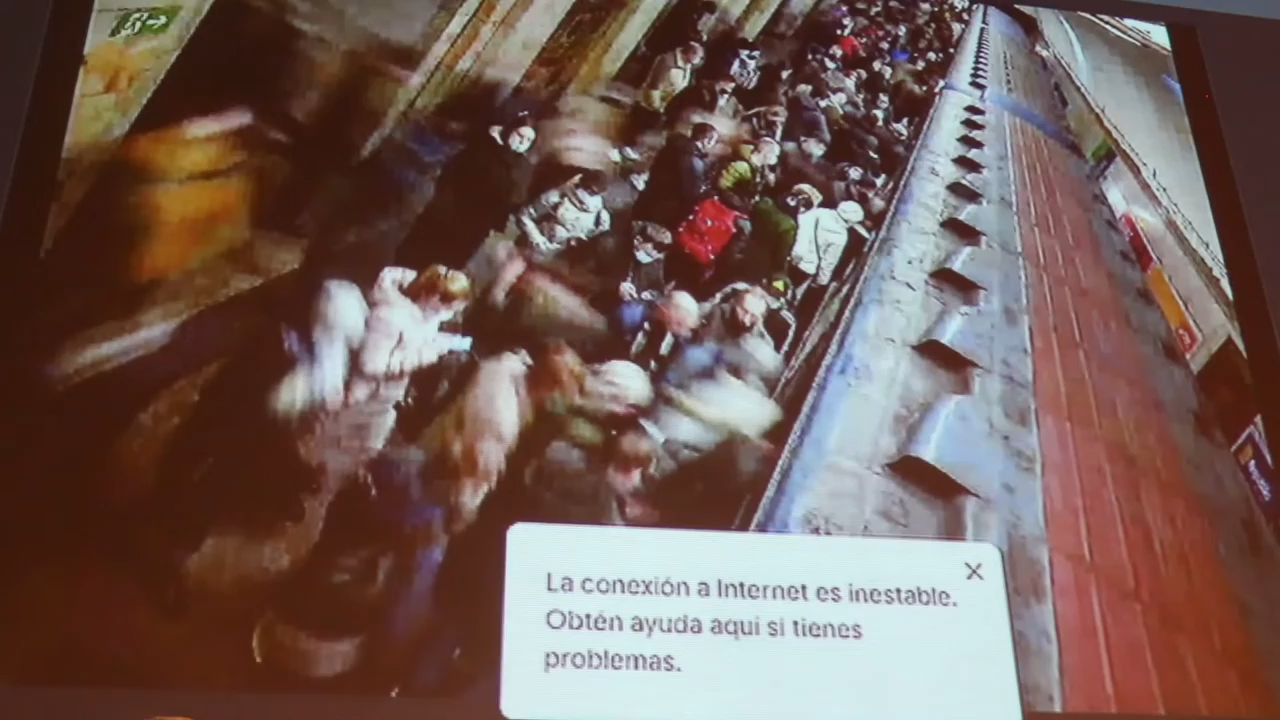 La conexión a Internet es inestable.
Obtén ayuda aquí si tienes
problemas.